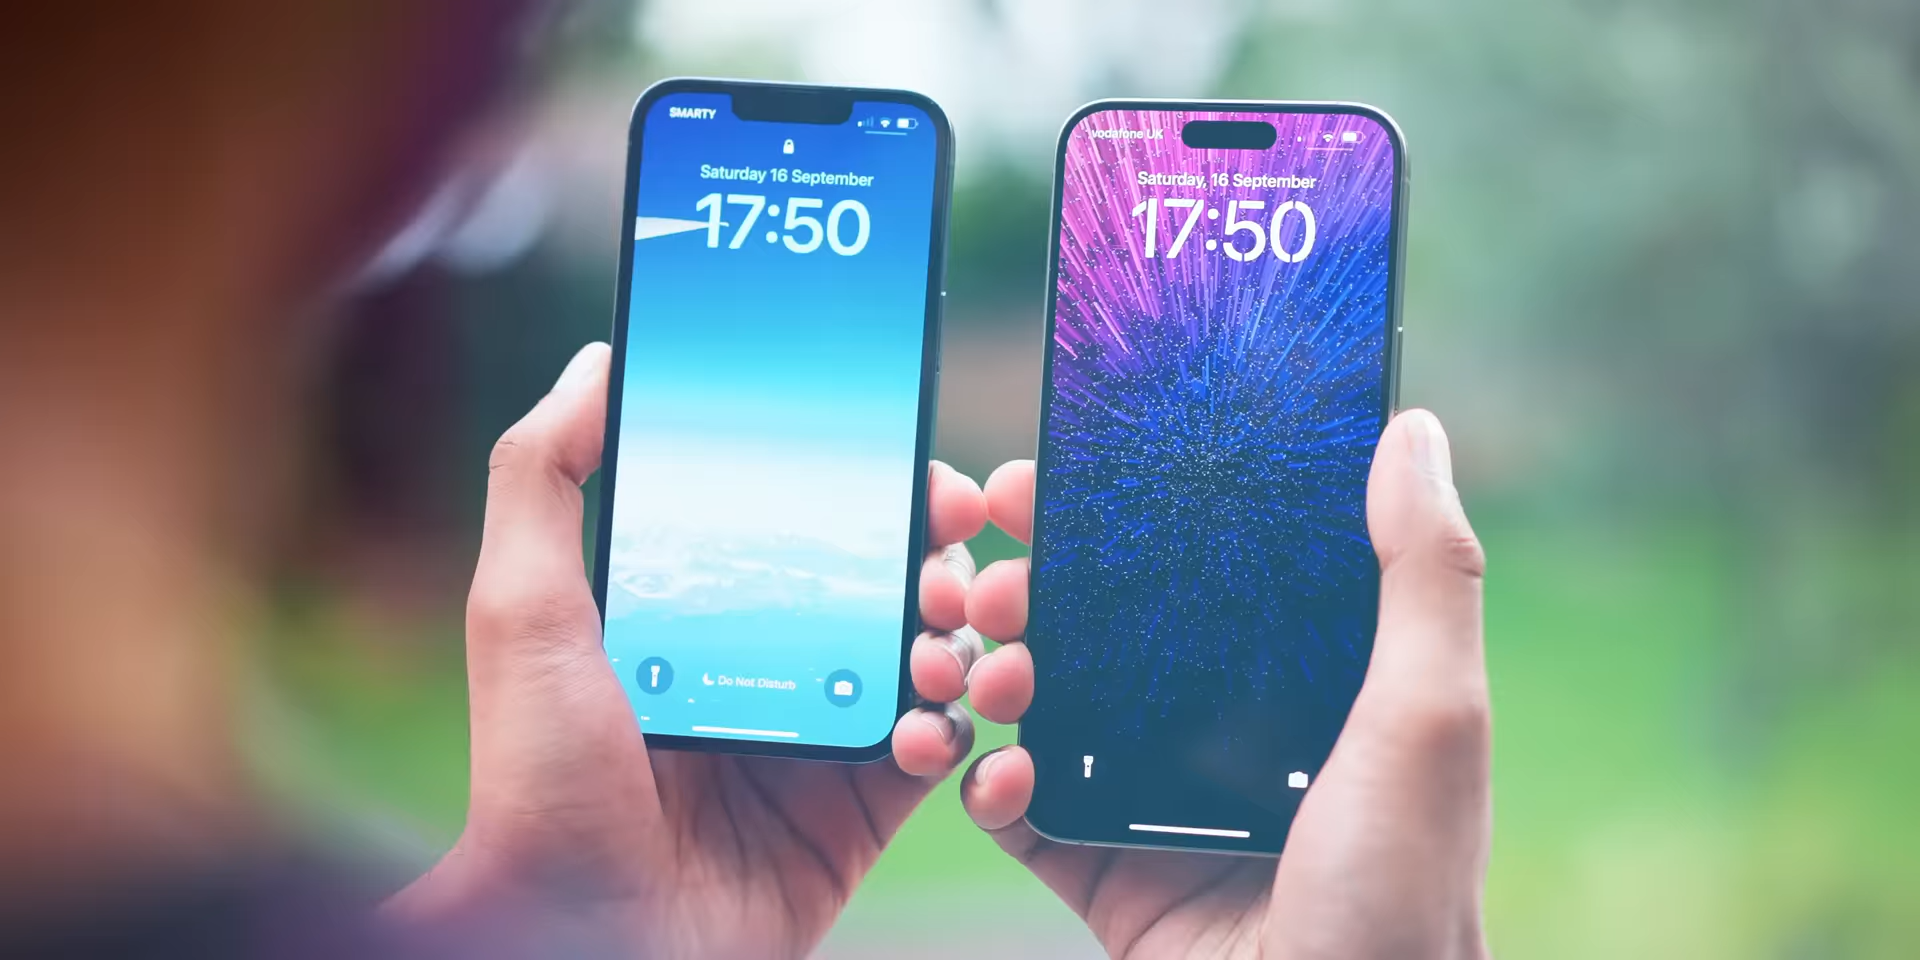 SMARTY
Saturday 16 September
17:50
Do Not Disturb
vodafone UK
Saturday, 16 September
17:50